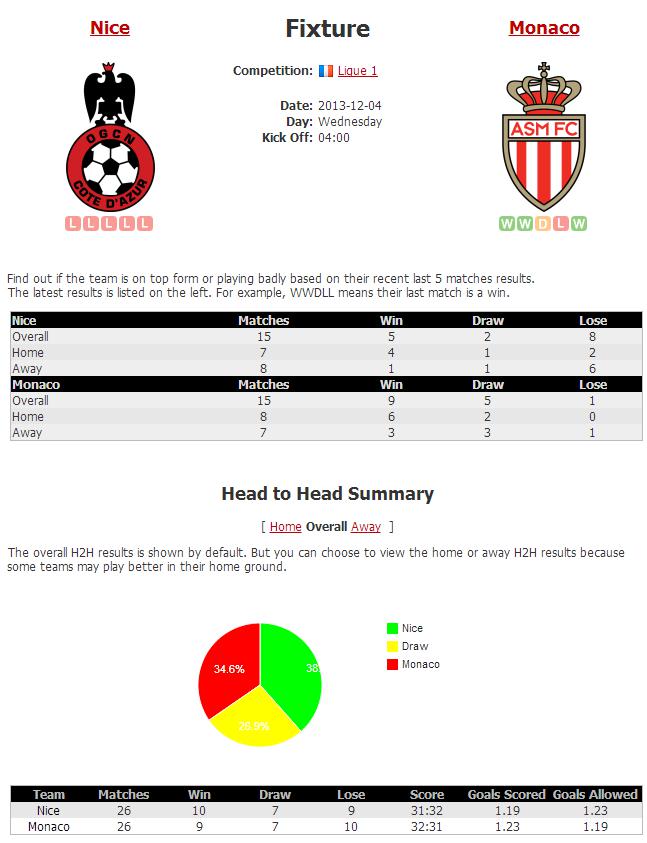 Nice
Fixture
Monaco
Competition: Ligue 1
Date: 2013-12-04
Day: Wednesday
Kick Off: 04:00
OGCN
COTE D'AZUR
ASM FC
L L L L L
W W D L W
Find out if the team is on top form or playing badly based on their recent last 5 matches results.
The latest results is listed on the left. For example, WWDLL means their last match is a win.
Nice Matches Win Draw Lose
Overall 15 5 2 8
Home 7 4 1 2
Away 8 1 1 6
Monaco Matches Win Draw Lose
Overall 15 9 5 1
Home 8 6 2 0
Away 7 3 3 1
Head to Head Summary
[ Home Overall Away ]
The overall H2H results is shown by default. But you can choose to view the home or away H2H results because
some teams may play better in their home ground.
Nice
Draw
Monaco
34.6%
38
26.9%
Team Matches Win Draw Lose Score Goals Scored Goals Allowed
Nice 26 10 7 9 31:32 1.19 1.23
Monaco 26 9 7 10 32:31 1.23 1.19